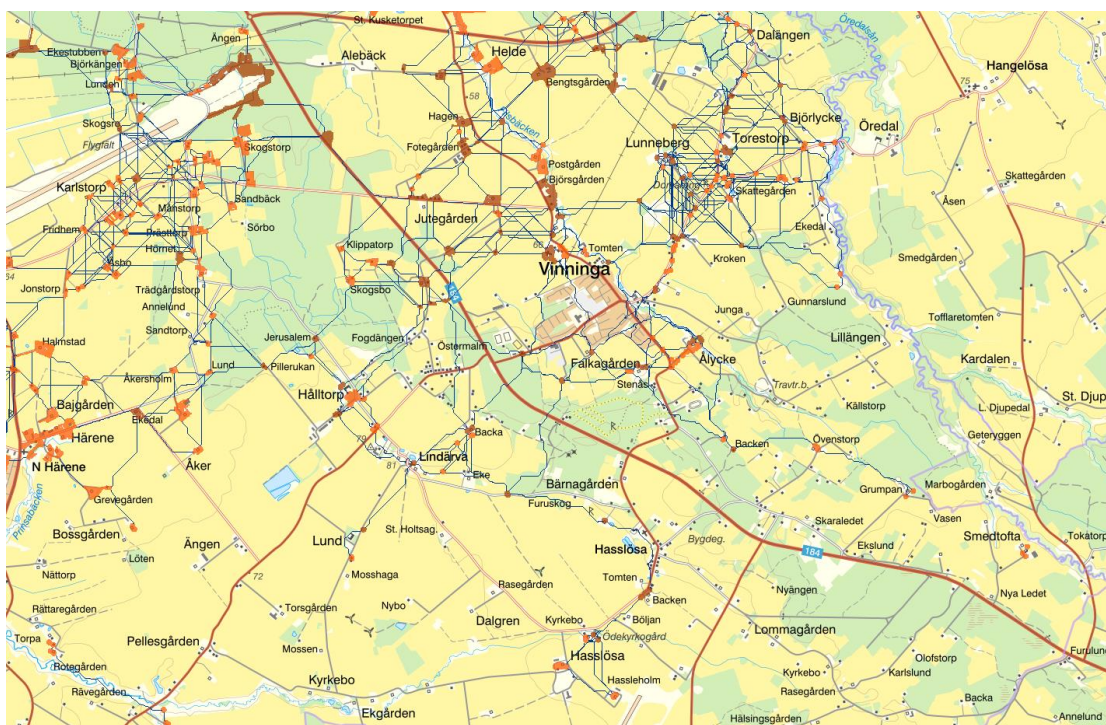 St. Kusketorpet
Ängen
Dalängen
Öredalsån
Ekestubben
Helde
Björkängen
Alebäck
Hangelösa
Lunden
Bengtsgården
75
58
Skogsro
Hagen
Björlycke
Öredal
Flygfält
Skogstorp
Fotegården
Lunneberg
Torestorp
Postgården
Skattegården
Karlstorp
Björsgården
Skattegården
Månstorp
Sandbäck
Åsen
Jutegården
Fridhem
Prästtorp
Sörbo
Ekedal
Hörnet
Klippatorp
66
Tomten
Kroken
Smedgården
Åsbo
Vinninga
Jonstorp
Trädgårdstorp
Skogsbo
184
Gunnarslund
Annelund
Junga
Tofflaretomten
Sandtorp
Jerusalem
Fogdängen
Lillängen
Halmstad
Östermalm
Falkagården
Ålycke
Kardalen
Lund
Pillerukan
Åkersholm
Stenås
Travtr.b.
Hålltorp
St. Djup
Bajgården
Källstorp
L. Djupedal
Ekedal
Härene
79
Backa
Backen
Övenstorp
Geteryggen
N Härene
Åker
81
Lindärva
Eke
Bärnagården
Grumpan
Marbogården
Grevegården
Furuskog
Prinsabäcken
Vasen
Bossgården
St. Holtsag.
Skaraledet
Ängen
Lund
Hasslösa
Bygdeg.
184
Ekslund
Smedtofta
Tokatorp
Löten
Nättorp
72
Mosshaga
Rasegården
Tomten
Nyängen
Nya Ledet
Rättaregården
Torsgården
Nybo
Backen
Torpa
Dalgren
Kyrkebo
Böljan
Lommagården
Pellesgården
Mossen
Ödekyrkogård
Furulund
Rotegården
Hasslösa
Kyrkebo
Olofstorp
Karlslund
Rävegården
Kyrkebo
Hassleholm
Rasegården
Backa
Ekgården
Hälsingsgården
Annelund